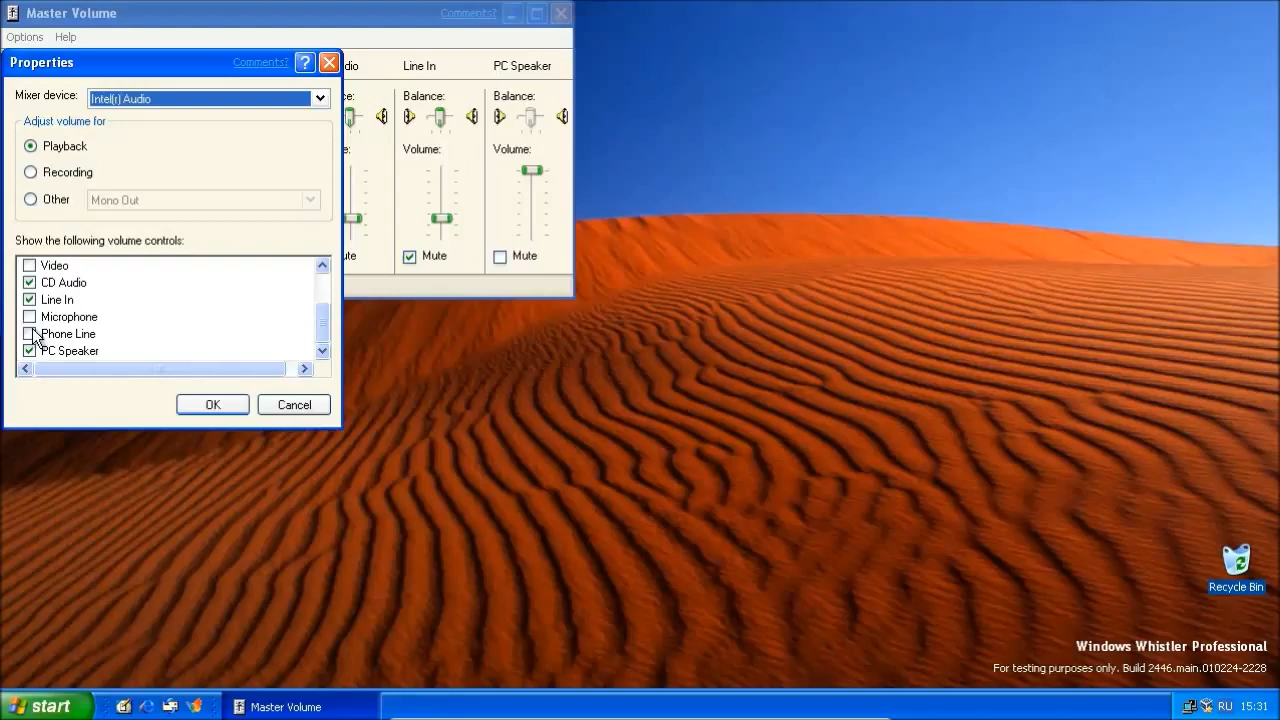 Master Volume
Comments?
Options Help
Properties
Comments?
Mixer device:
Intel(r) Audio
Adjust volume for
Playback
Recording
Other
Mono Out
Show the following volume controls:
Video
CD Audio
Line In
Microphone
Phone Line
PC Speaker
OK
Cancel
dio
Line In
PC Speaker
ce:
Balance:
Balance:
e:
Volume:
Volume:
ute
Mute
Mute
Recycle Bin
Windows Whistler Professional
For testing purposes only. Build 2446.main.010224-2228
start
Master Volume
RU
15:31